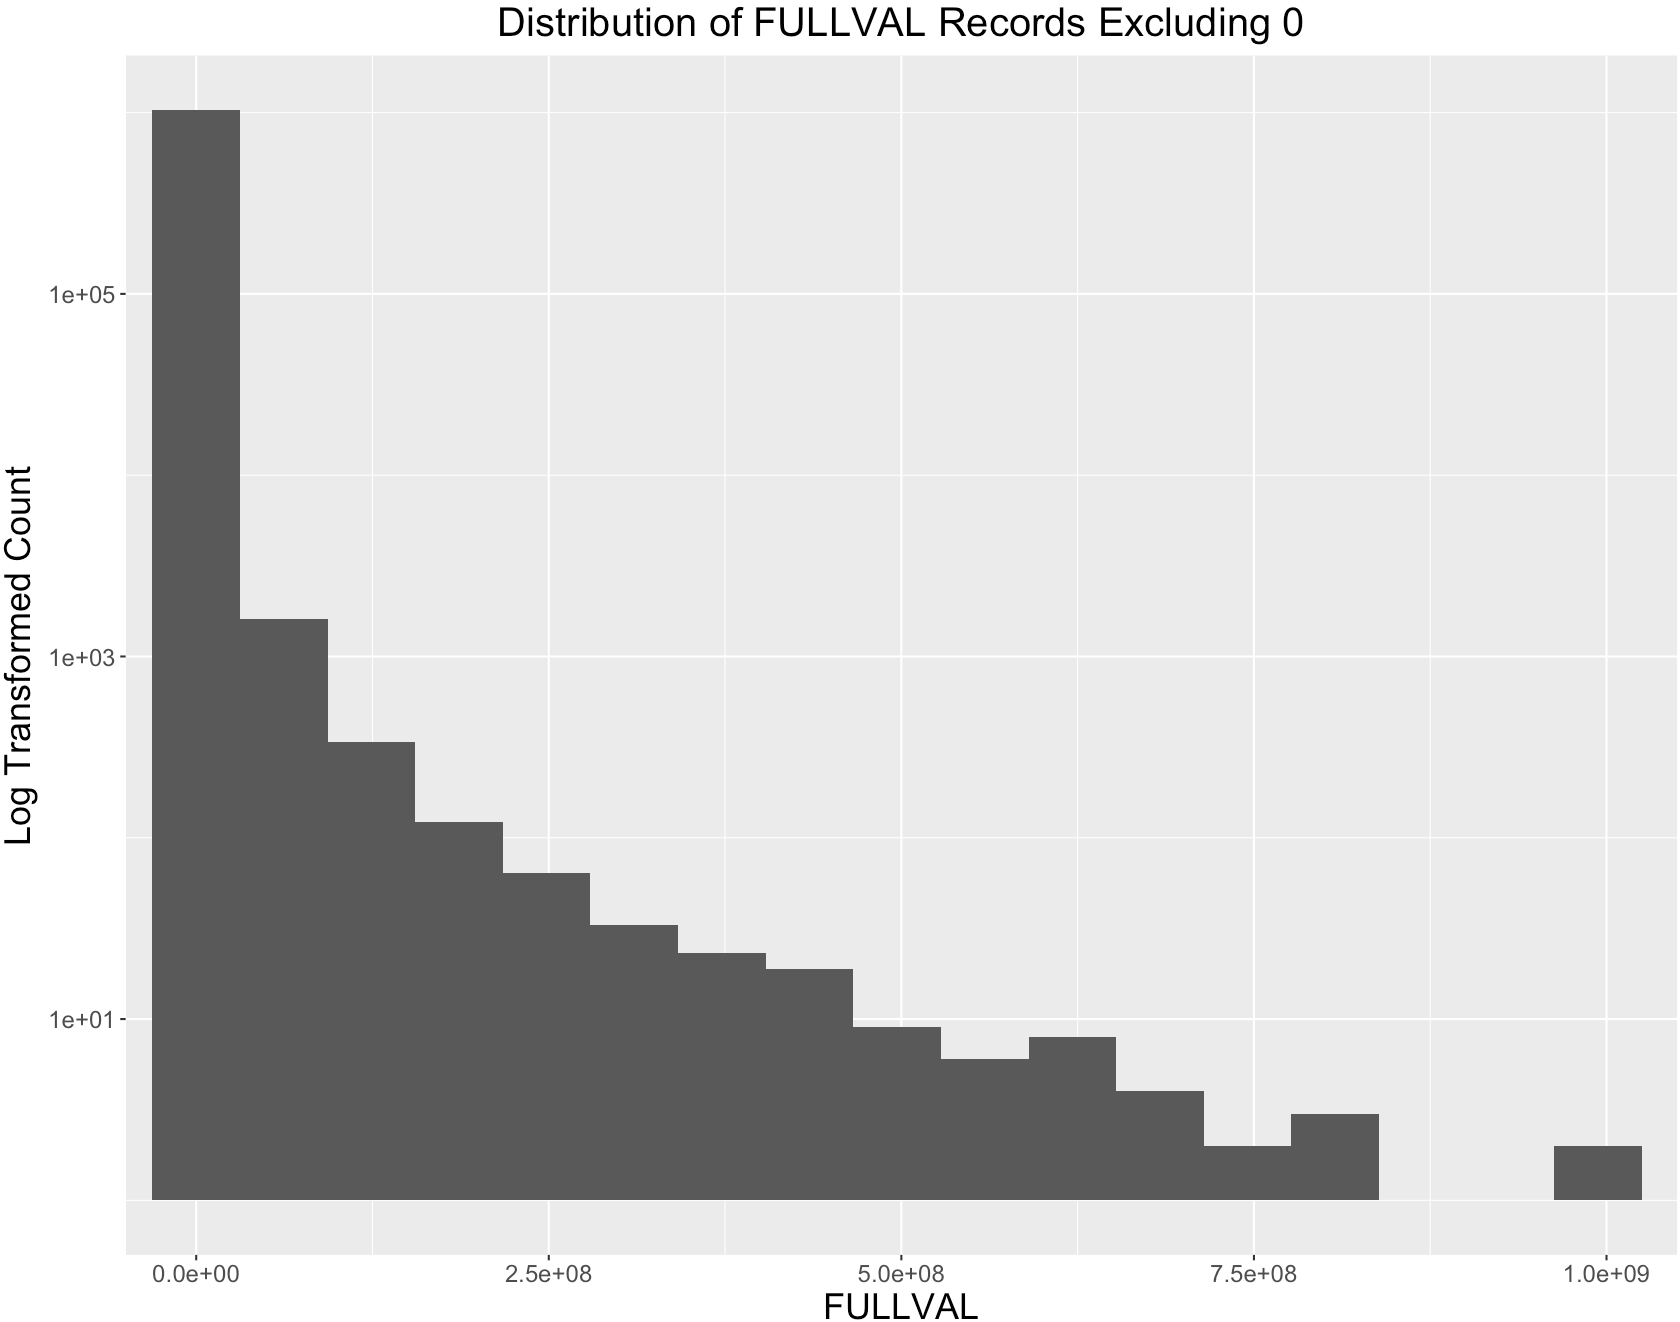 Distribution of FULLVAL Records Excluding 0
Log Transformed Count
1e+05
1e+03
1e+01
0.0e+00 2.5e+08 5.0e+08 7.5e+08 1.0e+09
FULLVAL